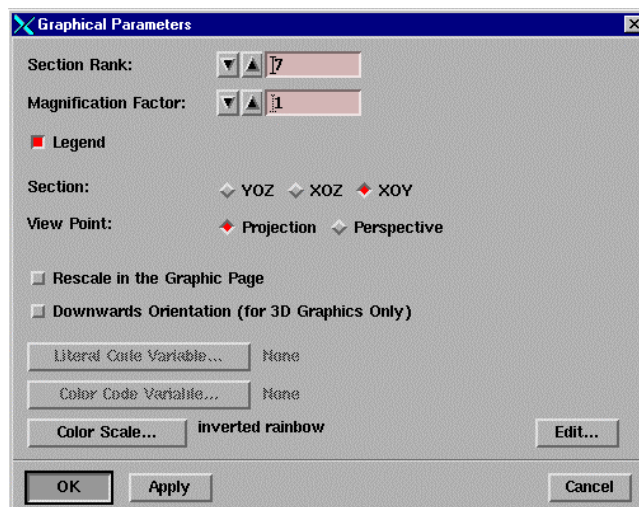 Graphical Parameters
Section Rank: 7
Magnification Factor: 1
Legend
Section: YOZ XOZ XOY
View Point: Projection Perspective
Rescale in the Graphic Page
Downwards Orientation (for 3D Graphics Only)
Literal Code Variable... None
Color Code Variable... None
Color Scale... inverted rainbow Edit...
OK Apply Cancel